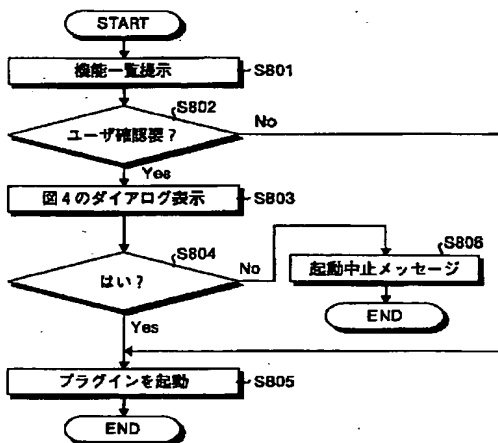 START
機能一覧提示
S801
S802
ユーザ確認要？
No
Yes
図4のダイアログ表示
S803
S804
はい？
No
S806
起動中止メッセージ
END
Yes
プラグインを起動
S805
END